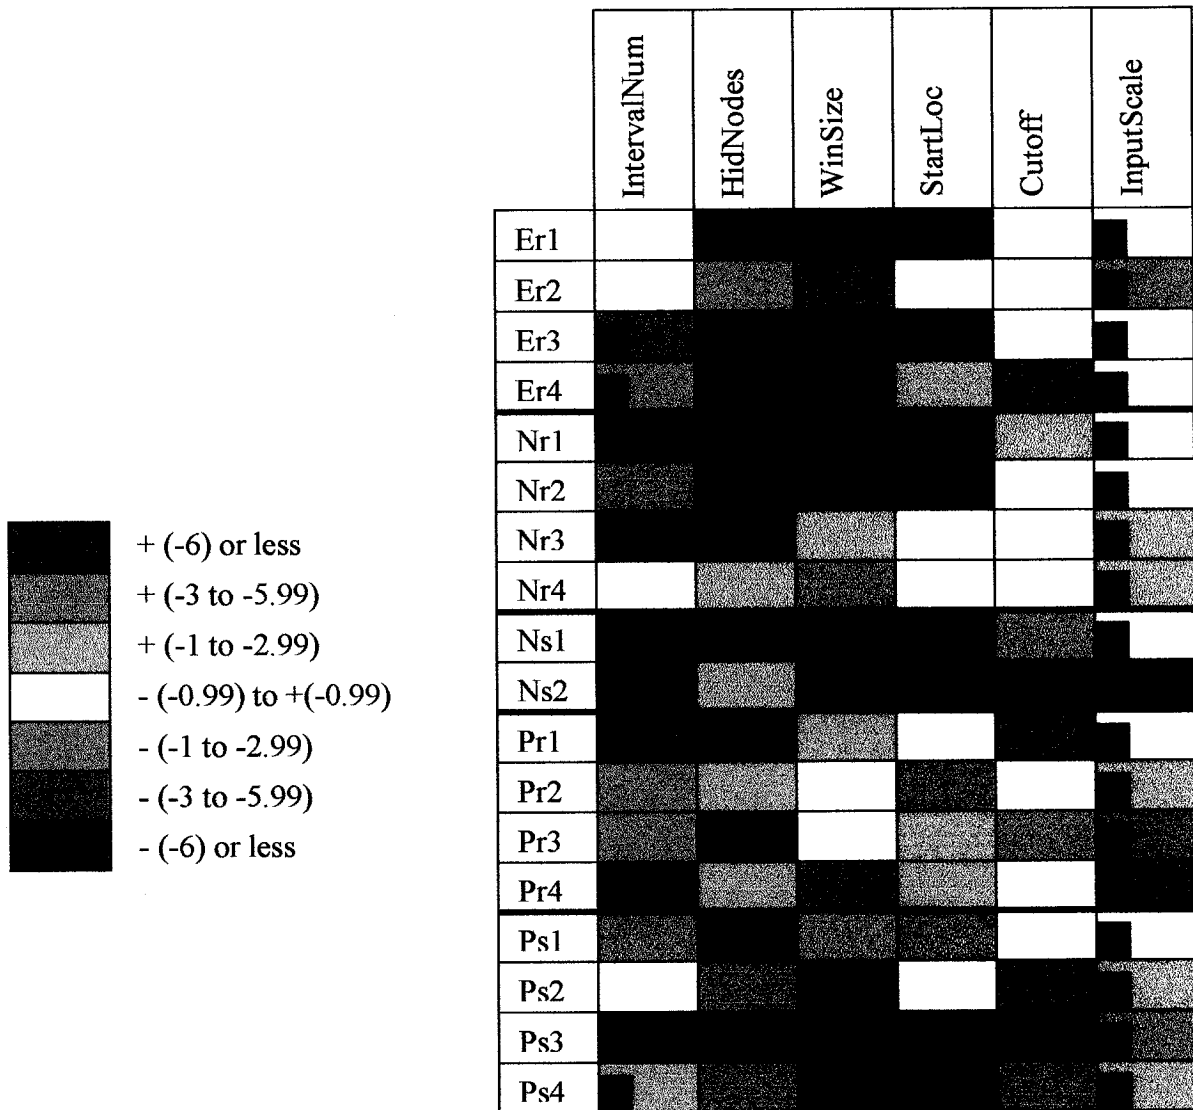 IntervalNum
HidNodes
WinSize
StartLoc
Cutoff
InputScale
Er1
Er2
Er3
Er4
Nr1
Nr2
Nr3
Nr4
Ns1
Ns2
Pr1
Pr2
Pr3
Pr4
Ps1
Ps2
Ps3
Ps4
+ (-6) or less
+ (-3 to -5.99)
+ (-1 to -2.99)
- (-0.99) to +(-0.99)
- (-1 to -2.99)
- (-3 to -5.99)
- (-6) or less